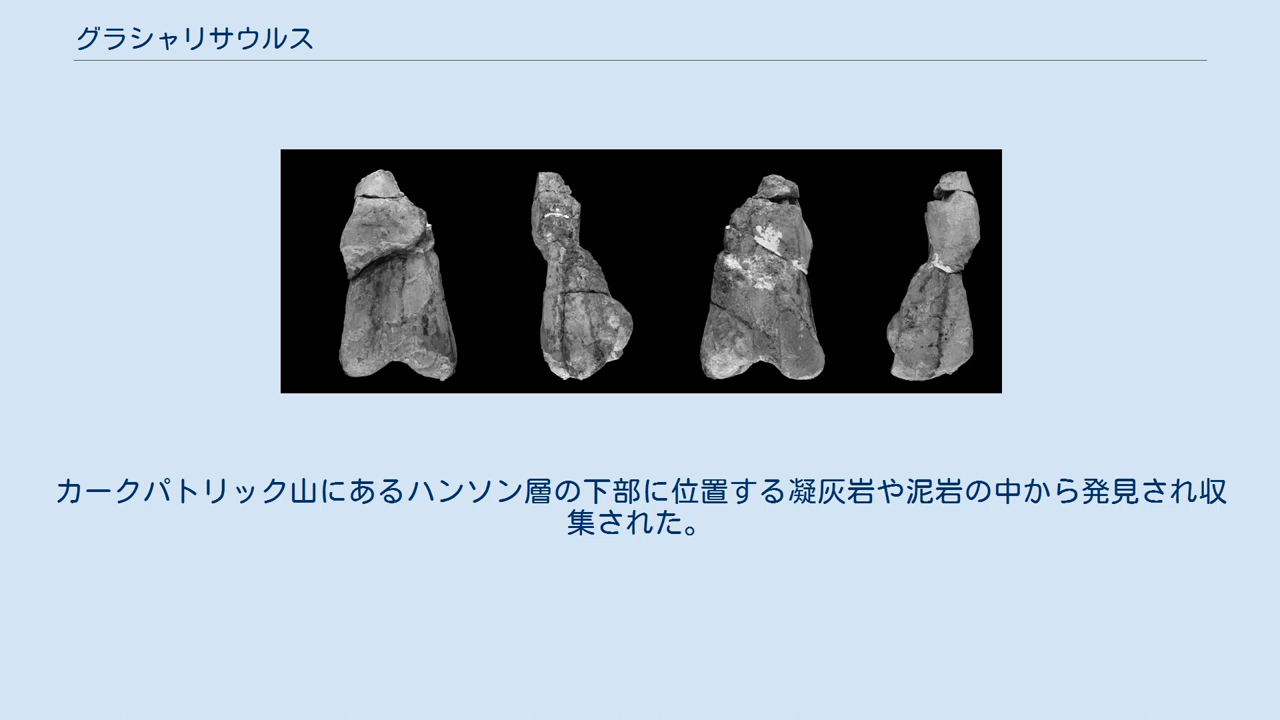 グラシャリサウルス
カークパトリック山にあるハンソン層の下部に位置する凝灰岩や泥岩の中から発見され収
集された。